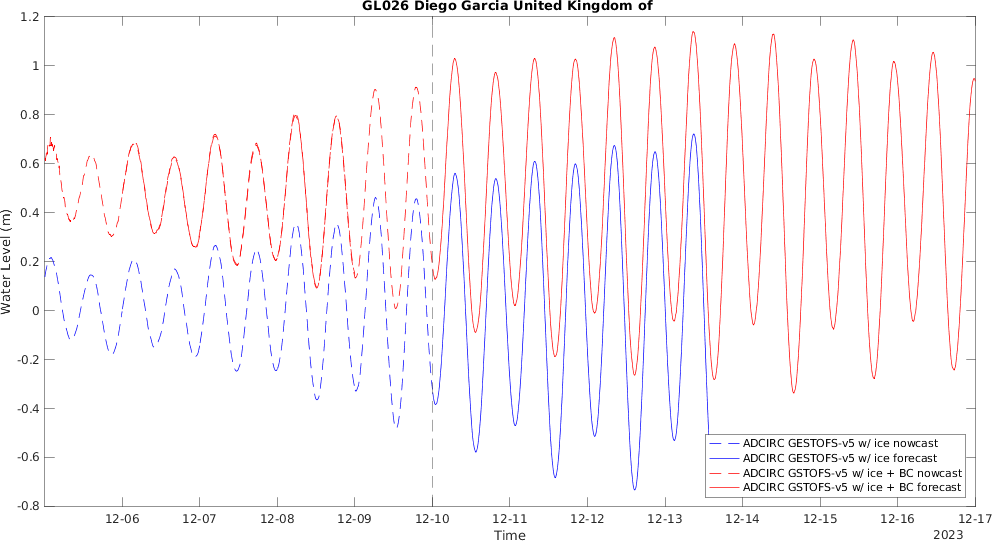 GL026 Diego Garcia United Kingdom of
1.2
1
0.8
0.6
0.4
0.2
0
-0.2
-0.4
-0.6
-0.8
Water Level (m)
ADCIRC GESTOFS-v5 w/ ice nowcast
ADCIRC GESTOFS-v5 w/ ice forecast
ADCIRC GSTOFS-v5 w/ ice + BC nowcast
ADCIRC GSTOFS-v5 w/ ice + BC forecast
12-06 12-07 12-08 12-09 12-10 12-11 12-12 12-13 12-14 12-15 12-16 12-17
Time
2023